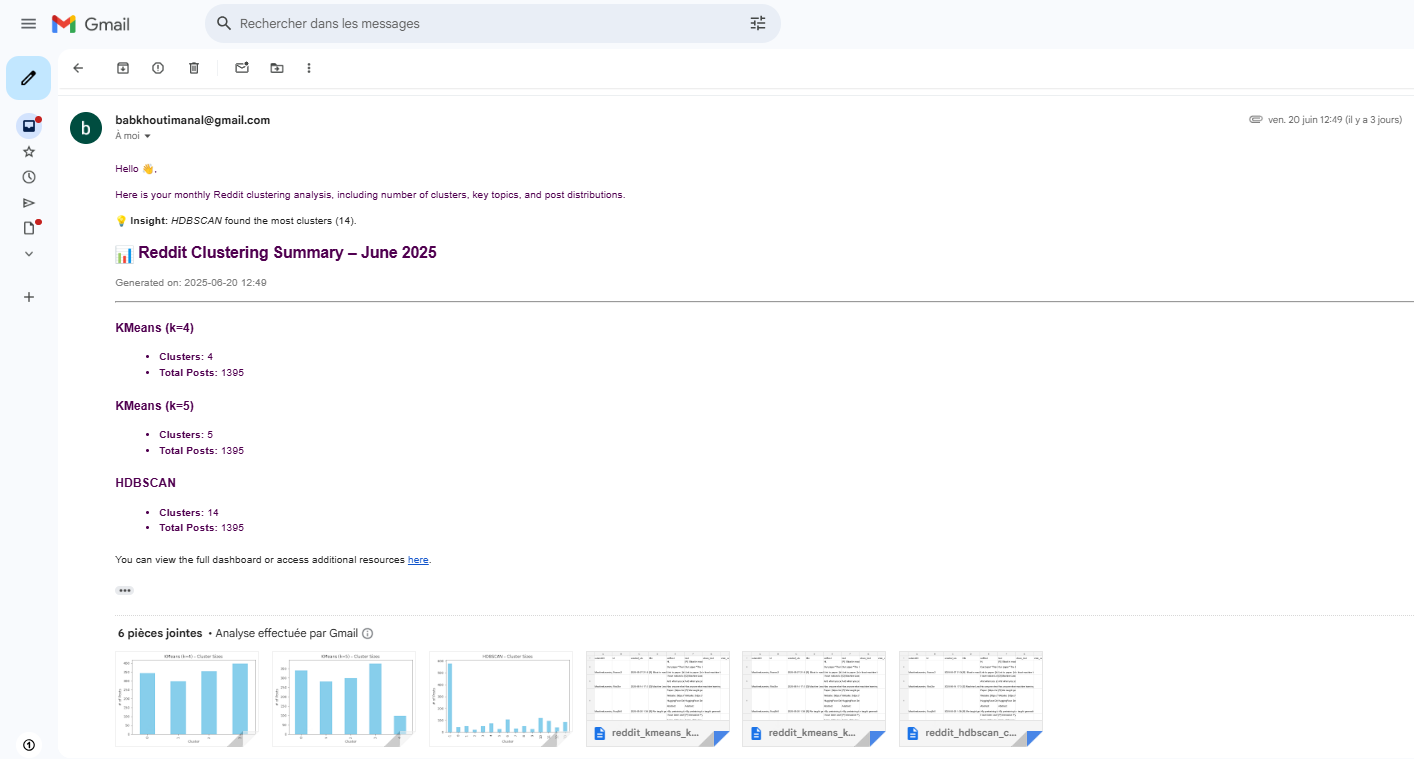 Gmail
Rechercher dans les messages
b
babkhoutimanal@gmail.com
ven. 20 juin 12:49 (il y a 3 jours)
À moi
Hello 👋,
Here is your monthly Reddit clustering analysis, including number of clusters, key topics, and post distributions.
💡 Insight: HDBSCAN found the most clusters (14).
📊 Reddit Clustering Summary – June 2025
Generated on: 2025-06-20 12:49
KMeans (k=4)
• Clusters: 4
• Total Posts: 1395
KMeans (k=5)
• Clusters: 5
• Total Posts: 1395
HDBSCAN
• Clusters: 14
• Total Posts: 1395
You can view the full dashboard or access additional resources here.
6 pièces jointes • Analyse effectuée par Gmail
KMeans (k=4) - Cluster Sizes
KMeans (k=5) - Cluster Sizes
HDBSCAN - Cluster Sizes
reddit_kmeans_k...
reddit_kmeans_k...
reddit_hdbscan_c...